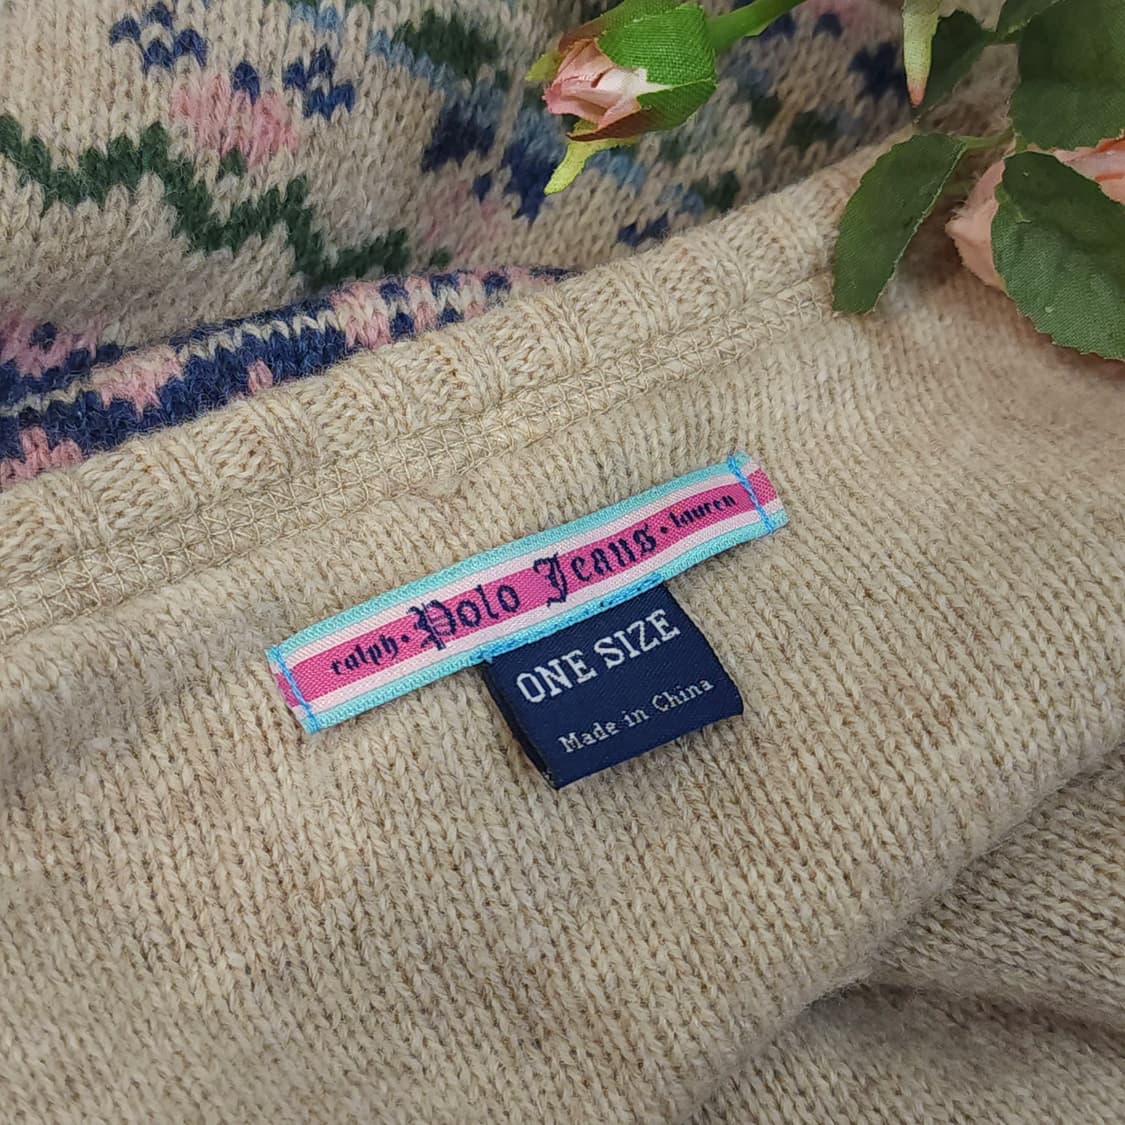 ralph · Polo Jeans · lauren
ONE SIZE
Made in China